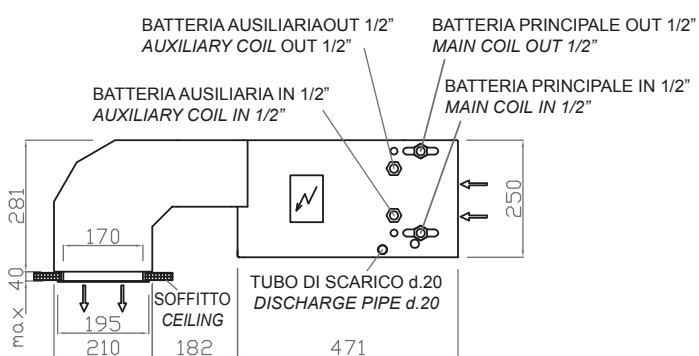 BATTERIA AUSILIARIAOUT 1/2”
AUXILIARY COIL OUT 1/2”
BATTERIA PRINCIPALE OUT 1/2”
MAIN COIL OUT 1/2”
BATTERIA AUSILIARIA IN 1/2”
AUXILIARY COIL IN 1/2”
BATTERIA PRINCIPALE IN 1/2”
MAIN COIL IN 1/2”
281
250
170
max 40
TUBO DI SCARICO d.20
DISCHARGE PIPE d.20
SOFFITTO
CEILING
195
210
182
471